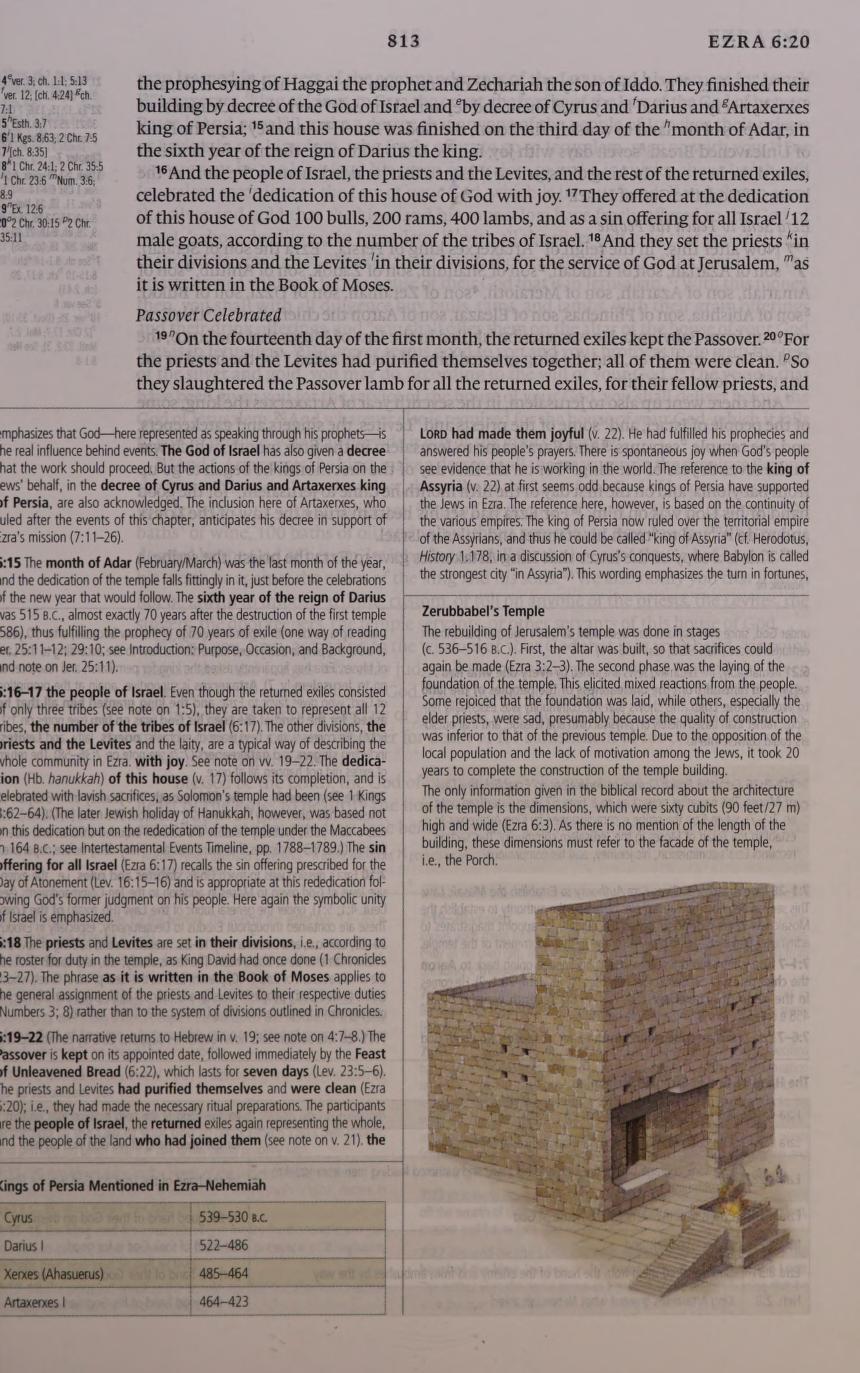 813
EZRA 6:20
4 e ver. 3; ch. 1:1; 5:13
f ver. 12; [ch. 4:24] g ch.
7:1
5 h Esth. 3:7
6 i 1 Kgs. 8:63; 2 Chr. 7:5
7 j [ch. 8:35]
8 k 1 Chr. 24:1; 2 Chr. 35:5
l 1 Chr. 23:6 m Num. 3:6;
8:9
9 n Ex. 12:6
0 o 2 Chr. 30:15 p 2 Chr.
35:11
the prophesying of Haggai the prophet and Zechariah the son of Iddo. They finished their
building by decree of the God of Israel and e by decree of Cyrus and f Darius and g Artaxerxes
king of Persia; 15 and this house was finished on the third day of the h month of Adar, in
the sixth year of the reign of Darius the king.
16 And the people of Israel, the priests and the Levites, and the rest of the returned exiles,
celebrated the i dedication of this house of God with joy. 17 They offered at the dedication
of this house of God 100 bulls, 200 rams, 400 lambs, and as a sin offering for all Israel j 12
male goats, according to the number of the tribes of Israel. 18 And they set the priests k in
their divisions and the Levites l in their divisions, for the service of God at Jerusalem, m as
it is written in the Book of Moses.
Passover Celebrated
19 n On the fourteenth day of the first month, the returned exiles kept the Passover. 20 o For
the priests and the Levites had purified themselves together; all of them were clean. p So
they slaughtered the Passover lamb for all the returned exiles, for their fellow priests, and
emphasizes that God—here represented as speaking through his prophets—is
he real influence behind events. The God of Israel has also given a decree
hat the work should proceed. But the actions of the kings of Persia on the
ews' behalf, in the decree of Cyrus and Darius and Artaxerxes king
of Persia, are also acknowledged. The inclusion here of Artaxerxes, who
uled after the events of this chapter, anticipates his decree in support of
zra's mission (7:11–26).
:15 The month of Adar (February/March) was the last month of the year,
nd the dedication of the temple falls fittingly in it, just before the celebrations
f the new year that would follow. The sixth year of the reign of Darius
vas 515 B.C., almost exactly 70 years after the destruction of the first temple
586), thus fulfilling the prophecy of 70 years of exile (one way of reading
er. 25:11–12; 29:10; see Introduction: Purpose, Occasion, and Background,
nd note on Jer. 25:11).
:16–17 the people of Israel. Even though the returned exiles consisted
f only three tribes (see note on 1:5), they are taken to represent all 12
ribes, the number of the tribes of Israel (6:17). The other divisions, the
riests and the Levites and the laity, are a typical way of describing the
vhole community in Ezra. with joy. See note on vv. 19–22. The dedica-
ion (Hb. hanukkah) of this house (v. 17) follows its completion, and is
elebrated with lavish sacrifices, as Solomon's temple had been (see 1 Kings
:62–64). (The later Jewish holiday of Hanukkah, however, was based not
n this dedication but on the rededication of the temple under the Maccabees
n 164 B.C.; see Intertestamental Events Timeline, pp. 1788–1789.) The sin
offering for all Israel (Ezra 6:17) recalls the sin offering prescribed for the
Day of Atonement (Lev. 16:15–16) and is appropriate at this rededication fol-
owing God's former judgment on his people. Here again the symbolic unity
f Israel is emphasized.
:18 The priests and Levites are set in their divisions, i.e., according to
he roster for duty in the temple, as King David had once done (1 Chronicles
23–27). The phrase as it is written in the Book of Moses applies to
he general assignment of the priests and Levites to their respective duties
Numbers 3; 8) rather than to the system of divisions outlined in Chronicles.
:19–22 (The narrative returns to Hebrew in v. 19; see note on 4:7–8.) The
Passover is kept on its appointed date, followed immediately by the Feast
of Unleavened Bread (6:22), which lasts for seven days (Lev. 23:5–6).
he priests and Levites had purified themselves and were clean (Ezra
:20); i.e., they had made the necessary ritual preparations. The participants
re the people of Israel, the returned exiles again representing the whole,
nd the people of the land who had joined them (see note on v. 21). the
Kings of Persia Mentioned in Ezra–Nehemiah
Cyrus 539–530 B.C.
Darius I 522–486
Xerxes (Ahasuerus) 485–464
Artaxerxes I 464–423
LORD had made them joyful (v. 22). He had fulfilled his prophecies and
answered his people's prayers. There is spontaneous joy when God's people
see evidence that he is working in the world. The reference to the king of
Assyria (v. 22) at first seems odd because kings of Persia have supported
the Jews in Ezra. The reference here, however, is based on the continuity of
the various empires. The king of Persia now ruled over the territorial empire
of the Assyrians, and thus he could be called "king of Assyria" (cf. Herodotus,
History 1.178, in a discussion of Cyrus's conquests, where Babylon is called
the strongest city "in Assyria"). This wording emphasizes the turn in fortunes,
Zerubbabel's Temple
The rebuilding of Jerusalem's temple was done in stages
(c. 536–516 B.C.). First, the altar was built, so that sacrifices could
again be made (Ezra 3:2–3). The second phase was the laying of the
foundation of the temple. This elicited mixed reactions from the people.
Some rejoiced that the foundation was laid, while others, especially the
elder priests, were sad, presumably because the quality of construction
was inferior to that of the previous temple. Due to the opposition of the
local population and the lack of motivation among the Jews, it took 20
years to complete the construction of the temple building.
The only information given in the biblical record about the architecture
of the temple is the dimensions, which were sixty cubits (90 feet/27 m)
high and wide (Ezra 6:3). As there is no mention of the length of the
building, these dimensions must refer to the facade of the temple,
i.e., the Porch.